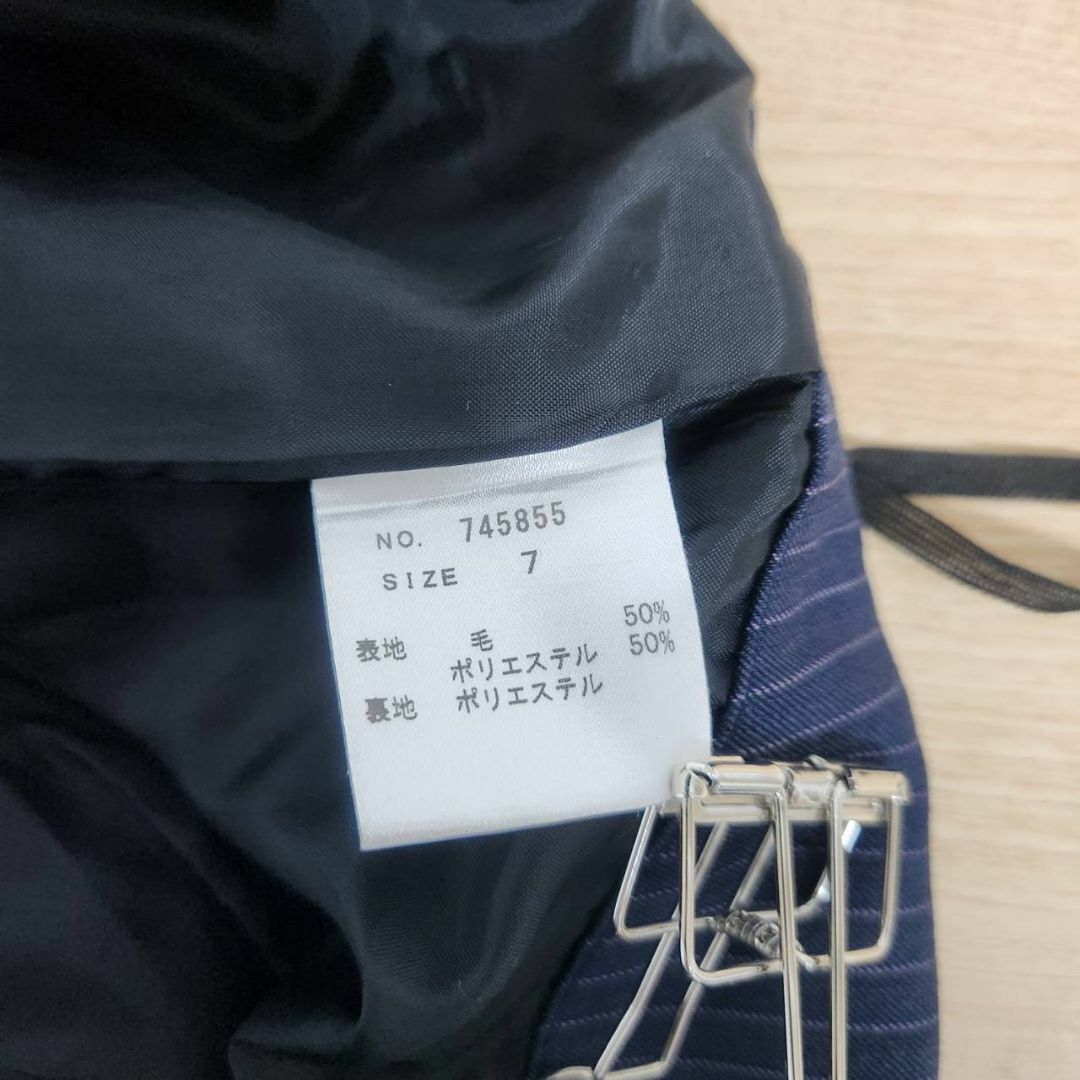 NO. 745855
SIZE 7
表地 毛 50%
ポリエステル 50%
裏地 ポリエステル